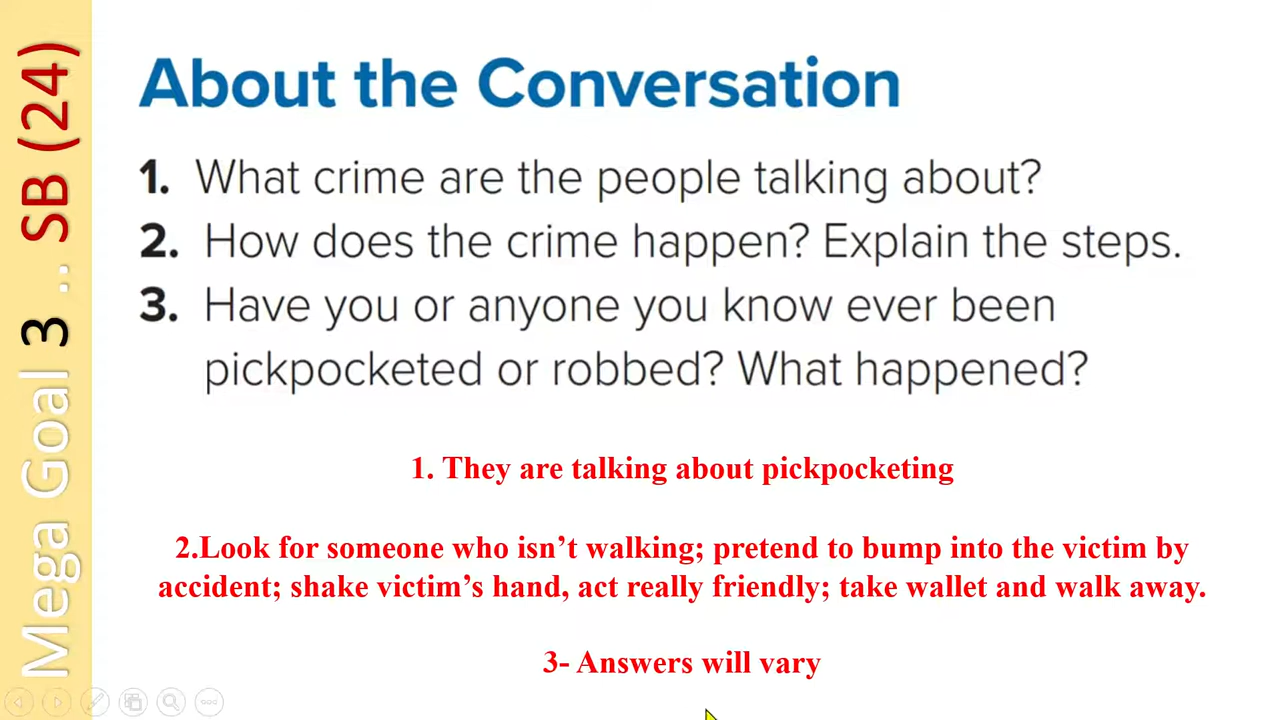 Mega Goal 3 .. SB (24)
About the Conversation
1. What crime are the people talking about?
2. How does the crime happen? Explain the steps.
3. Have you or anyone you know ever been
pickpocketed or robbed? What happened?
1. They are talking about pickpocketing
2.Look for someone who isn’t walking; pretend to bump into the victim by
accident; shake victim’s hand, act really friendly; take wallet and walk away.
3- Answers will vary